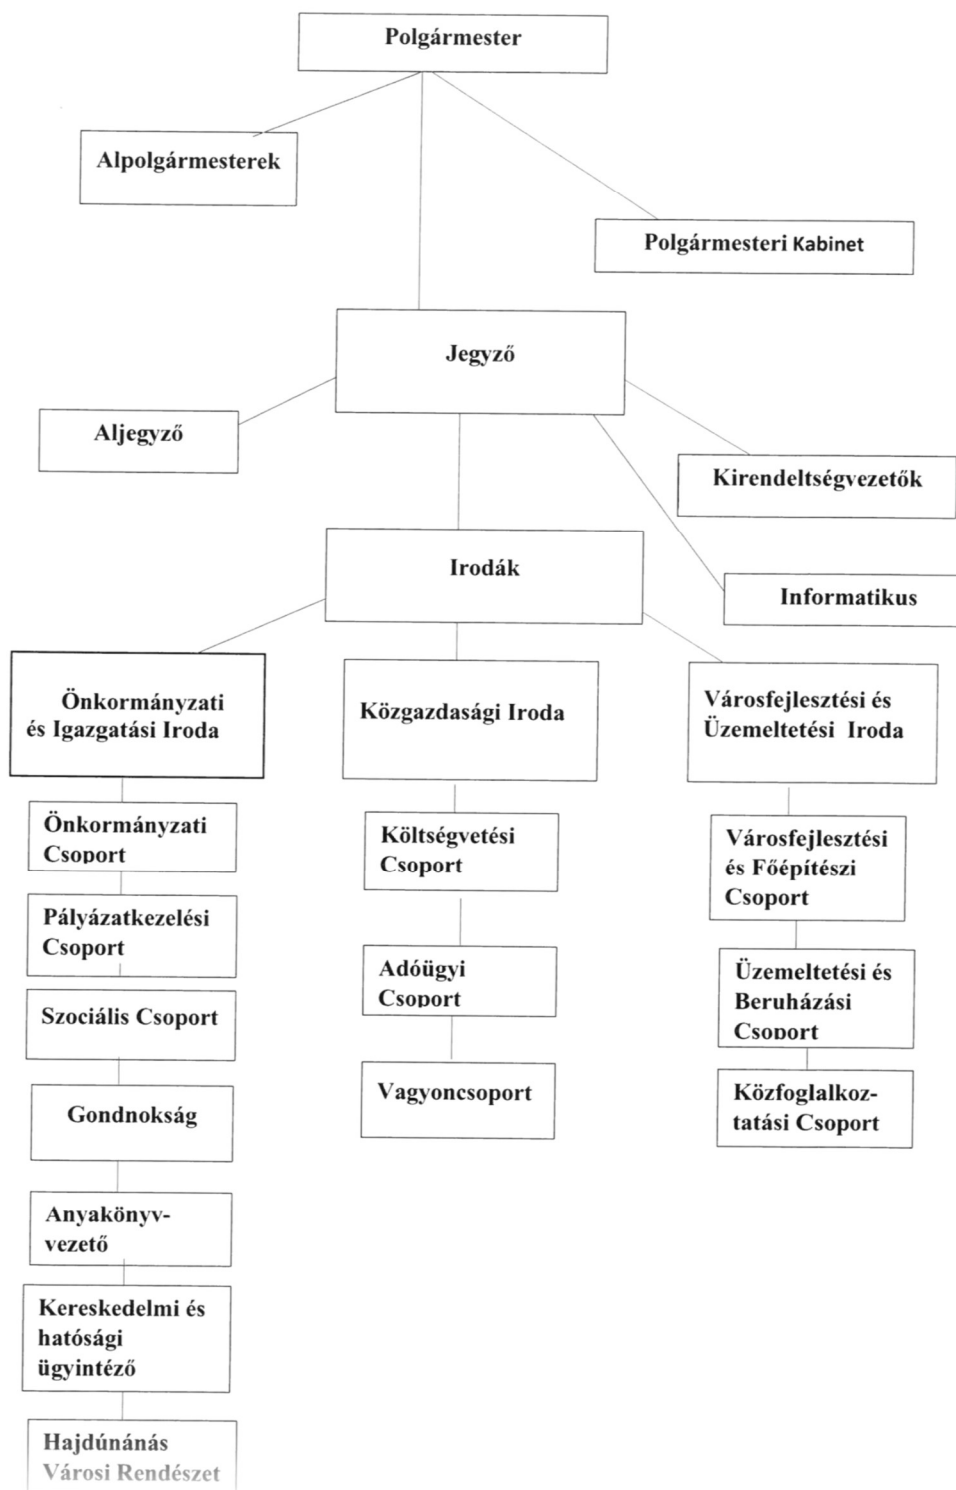 Polgármester
Alpolgármesterek
Polgármesteri Kabinet
Jegyző
Aljegyző
Kirendeltségvezetők
Irodák
Informatikus
Önkormányzati
és Igazgatási Iroda
Közgazdasági Iroda
Városfejlesztési és
Üzemeltetési Iroda
Önkormányzati
Csoport
Pályázatkezelési
Csoport
Szociális Csoport
Gondnokság
Anyakönyv-
vezető
Kereskedelmi és
hatósági
ügyintéző
Hajdúnánás
Városi Rendészet
Költségvetési
Csoport
Adóügyi
Csoport
Vagyoncsoport
Városfejlesztési
és Főépítészi
Csoport
Üzemeltetési és
Beruházási
Csoport
Közfoglalkoz-
tatási Csoport